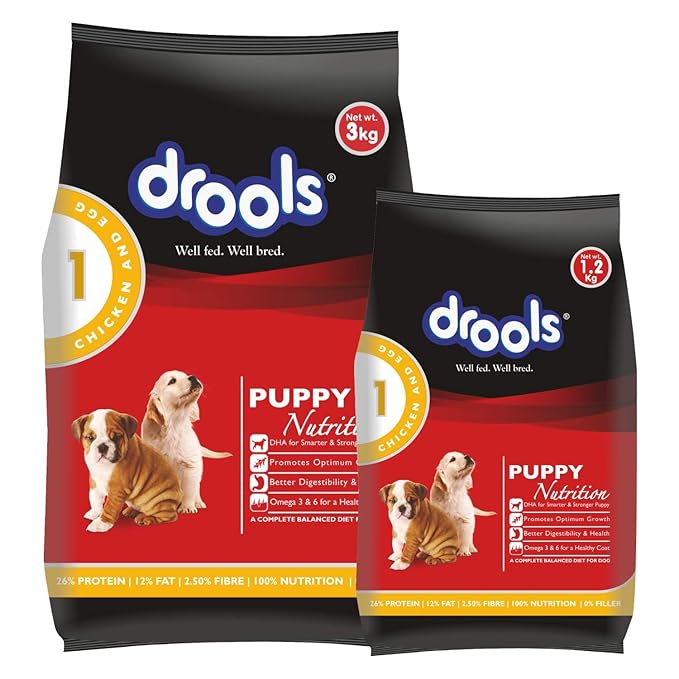 Net wt.
3kg
drools®
Well fed. Well bred.
1
CHICKEN AND EGG
PUPPY
DHA for Smarter & Stronger
Promotes Optimum
Better Digestibility &
Omega 3 & 6 for a
A COMPLETE BALANCED DIET
26% PROTEIN | 12% FAT | 2.50% FIBRE | 100% NUTRITION |
Net wt.
1.2
Kg
drools®
Well fed. Well bred.
1
CHICKEN AND EGG
PUPPY
Nutrition
DHA for Smarter & Stronger Puppy
Promotes Optimum Growth
Better Digestibility & Health
Omega 3 & 6 for a Healthy Coat
A COMPLETE BALANCED DIET FOR DOG
26% PROTEIN | 12% FAT | 2.50% FIBRE | 100% NUTRITION | 0% FILLER